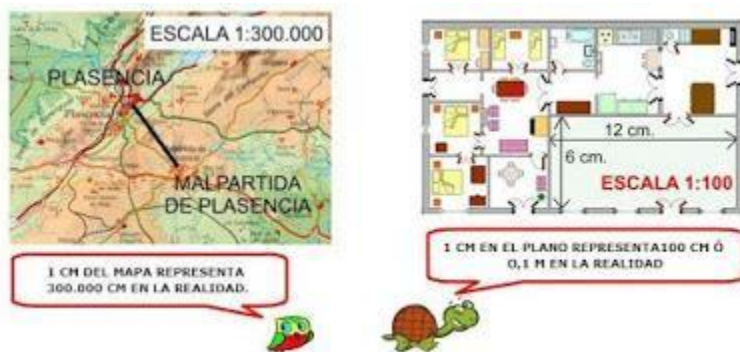 ESCALA 1:300.000
PLASENCIA
Plasencia
MALPARTIDA
DE PLASENCIA
1 CM DEL MAPA REPRESENTA
300.000 CM EN LA REALIDAD.
12 cm.
6 cm.
ESCALA 1:100
1 CM EN EL PLANO REPRESENTA100 CM Ó
0,1 M EN LA REALIDAD